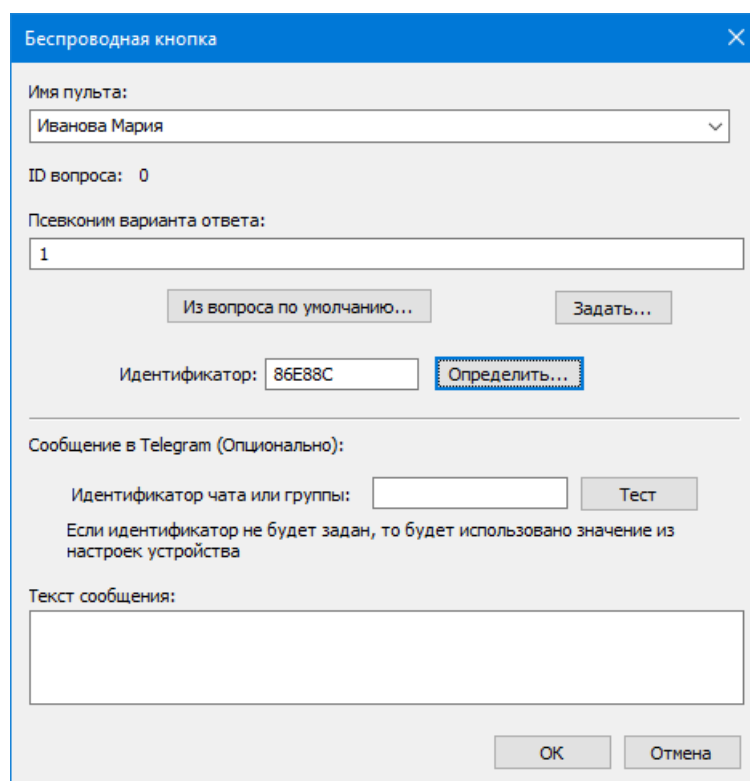 Беспроводная кнопка
Имя пульта:
Иванова Мария
ID вопроса: 0
Псевконим варианта ответа:
1
Из вопроса по умолчанию... Задать...
Идентификатор: 86E88C Определить...
Сообщение в Telegram (Опционально):
Идентификатор чата или группы: Тест
Если идентификатор не будет задан, то будет использовано значение из
настроек устройства
Текст сообщения:
OK Отмена